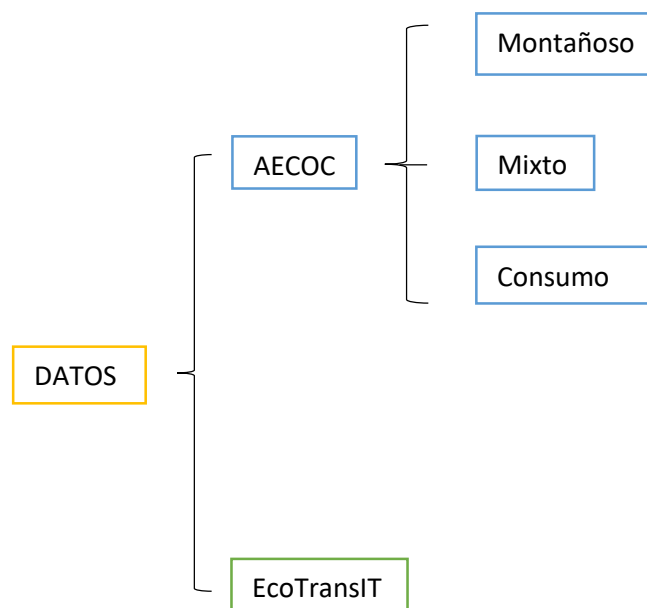 Montañoso
AECOC
Mixto
Consumo
DATOS
EcoTransIT